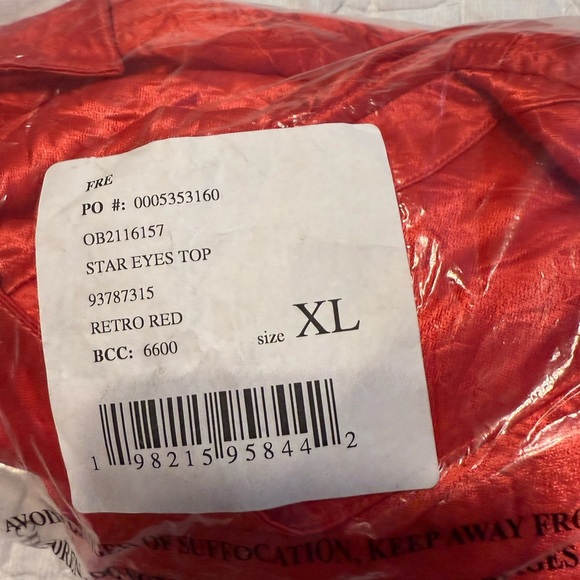 FRE
PO #: 0005353160
OB2116157
STAR EYES TOP
93787315
RETRO RED
BCC: 6600
size XL
1 98215 95844 2
AVOID OF SUFFOCATION, KEEP AWAY FRO